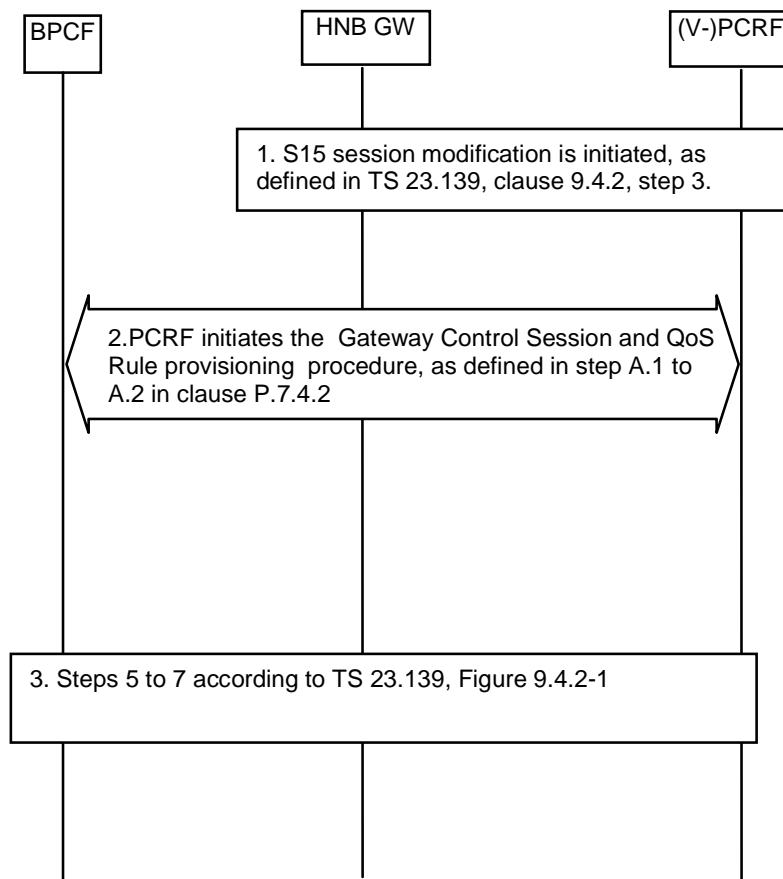 BPCF
HNB GW
(V-)PCRF
1. S15 session modification is initiated, as
defined in TS 23.139, clause 9.4.2, step 3.
2.PCRF initiates the  Gateway Control Session and QoS
Rule provisioning  procedure, as defined in step A.1 to
A.2 in clause P.7.4.2
3. Steps 5 to 7 according to TS 23.139, Figure 9.4.2-1